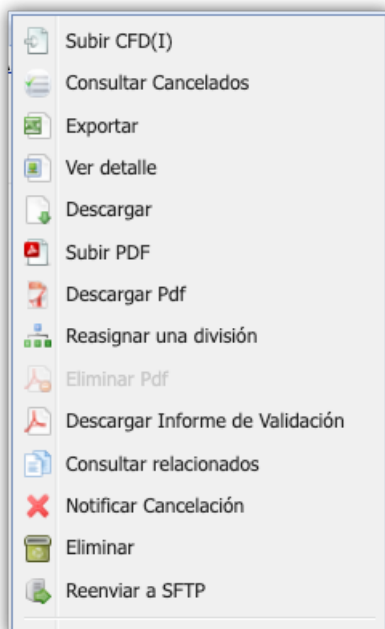 Subir CFD(I)
Consultar Cancelados
Exportar
Ver detalle
Descargar
Subir PDF
Descargar Pdf
Reasignar una división
Eliminar Pdf
Descargar Informe de Validación
Consultar relacionados
Notificar Cancelación
Eliminar
Reenviar a SFTP